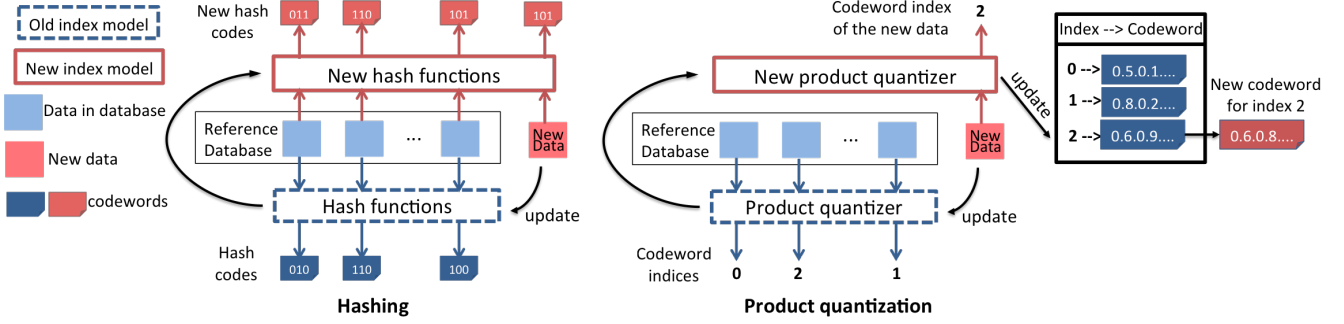 Old index model
New index model
Data in database
New data
codewords
New hash
codes
011
110
101
101
New hash functions
Reference
Database
...
New
Data
Hash functions
update
Hash
codes
010
110
100
Hashing
Codeword index
of the new data
2
New product quantizer
Reference
Database
...
New
Data
Product quantizer
update
Codeword
indices
0
2
1
Product quantization
update
Index --> Codeword
0 --> 0.5.0.1....
1 --> 0.8.0.2....
2 --> 0.6.0.9....
New codeword
for index 2
0.6.0.8....